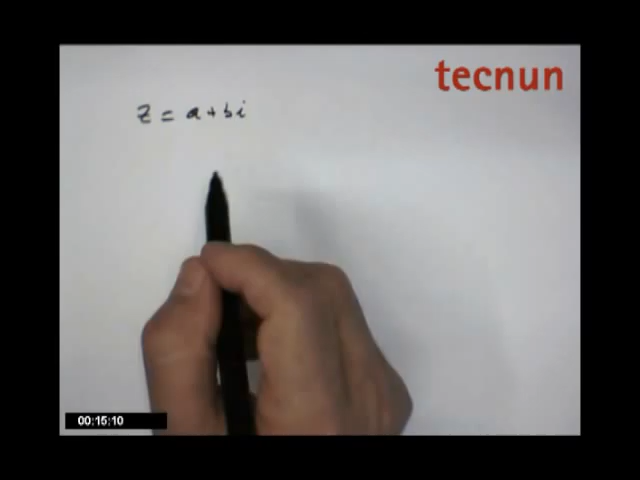 tecnun
z = a + bi
00:15:10